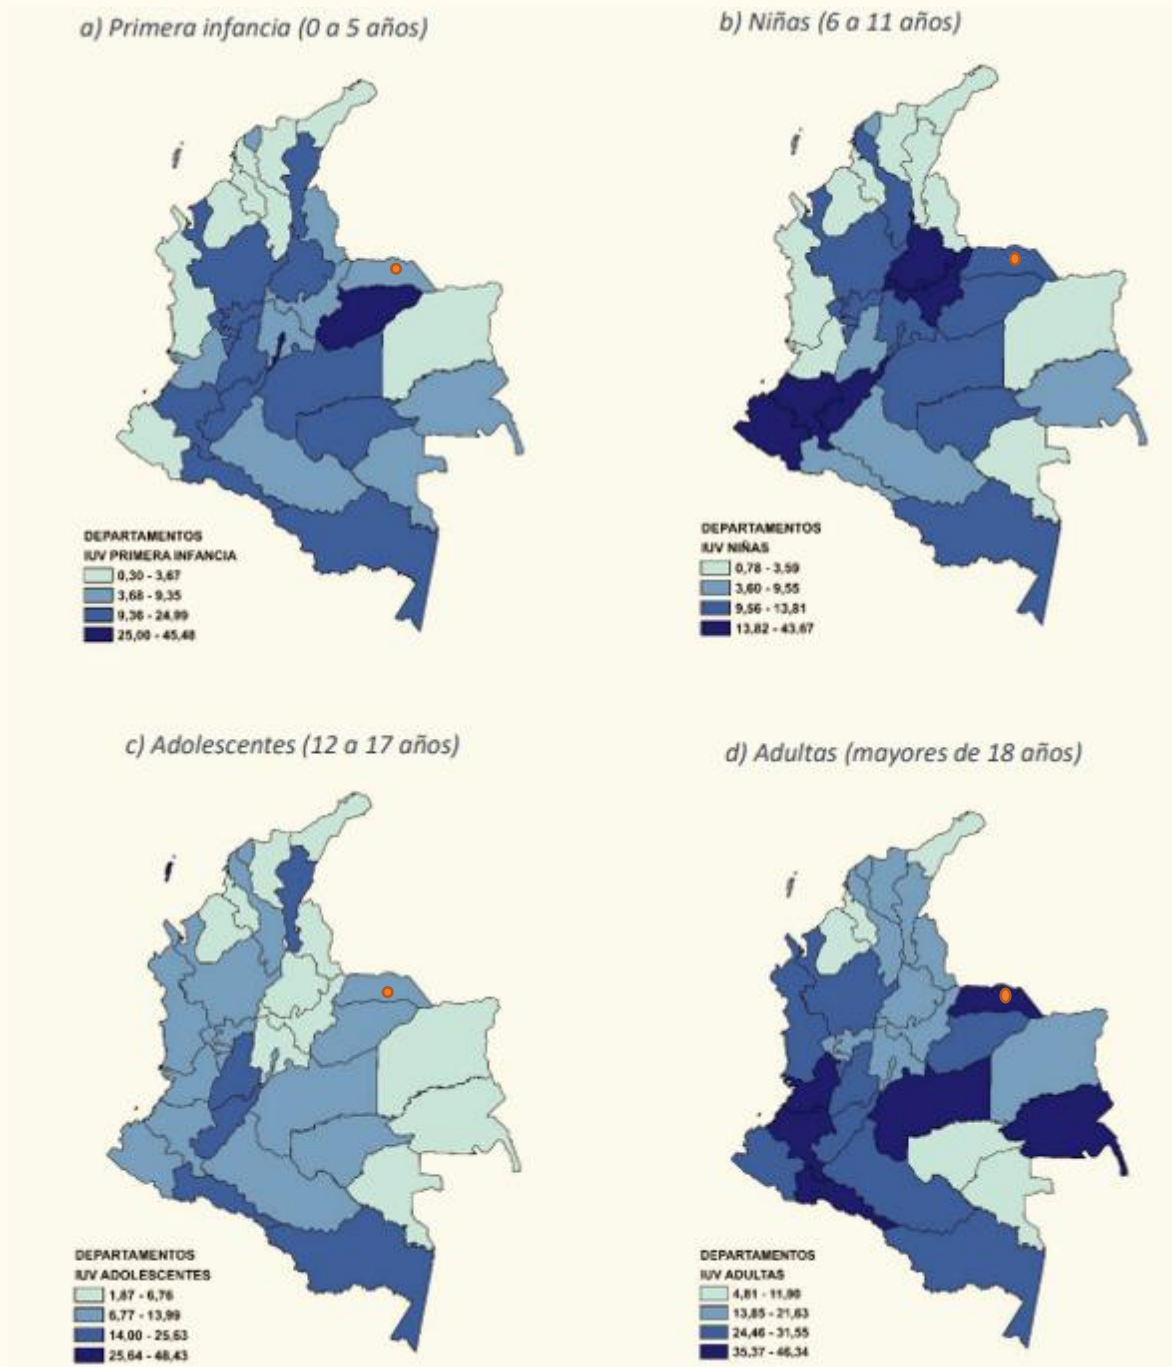 a) Primera infancia (0 a 5 años)
b) Niñas (6 a 11 años)
DEPARTAMENTOS
IUV PRIMERA INFANCIA
0,30 - 3,67
3,68 - 9,35
9,36 - 24,99
25,00 - 45,48
DEPARTAMENTOS
IUV NIÑAS
0,78 - 3,59
3,60 - 9,55
9,56 - 13,81
13,82 - 43,67
c) Adolescentes (12 a 17 años)
d) Adultas (mayores de 18 años)
DEPARTAMENTOS
IUV ADOLESCENTES
1,87 - 6,76
6,77 - 13,99
14,00 - 25,63
25,64 - 48,43
DEPARTAMENTOS
IUV ADULTAS
4,81 - 11,90
13,85 - 21,63
24,46 - 31,55
35,37 - 46,34